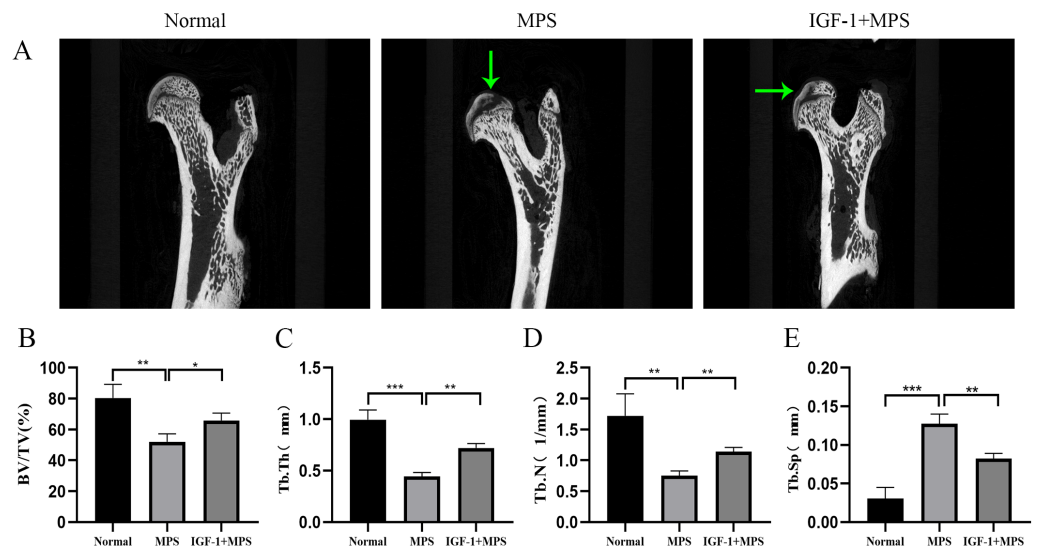 Normal MPS IGF-1+MPS
A
B C D E
BV/TV(%)
100
80
60
40
20
0
** *
Normal MPS IGF-1+MPS
Tb.Th( mm)
1.5
1.0
0.5
0.0
*** **
Normal MPS IGF-1+MPS
Tb.N( 1/mm)
2.5
2.0
1.5
1.0
0.5
0.0
** **
Normal MPS IGF-1+MPS
Tb.Sp( mm)
0.20
0.15
0.10
0.05
0.00
*** **
Normal MPS IGF-1+MPS